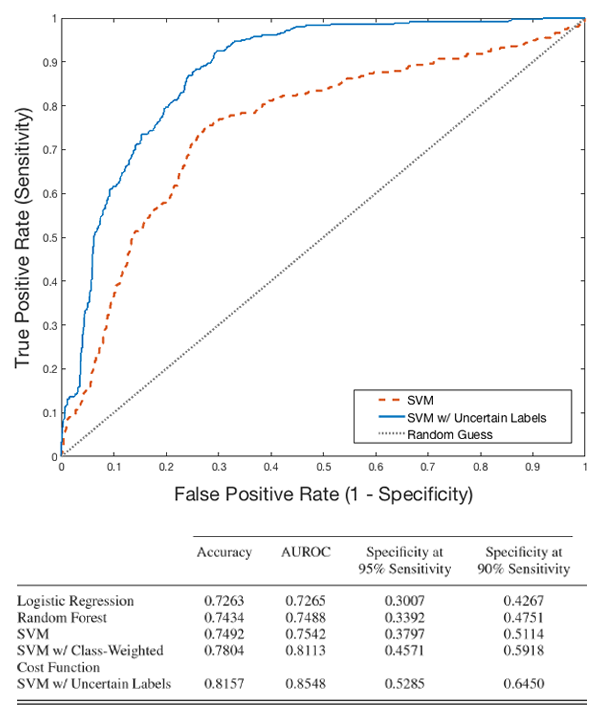 1
0.9
0.8
0.7
0.6
0.5
0.4
0.3
0.2
0.1
0
True Positive Rate (Sensitivity)
SVM
SVM w/ Uncertain Labels
Random Guess
0 0.1 0.2 0.3 0.4 0.5 0.6 0.7 0.8 0.9 1
False Positive Rate (1 - Specificity)
Accuracy AUROC Specificity at Specificity at
95% Sensitivity 90% Sensitivity
Logistic Regression 0.7263 0.7265 0.3007 0.4267
Random Forest 0.7434 0.7488 0.3392 0.4751
SVM 0.7492 0.7542 0.3797 0.5114
SVM w/ Class-Weighted 0.7804 0.8113 0.4571 0.5918
Cost Function
SVM w/ Uncertain Labels 0.8157 0.8548 0.5285 0.6450